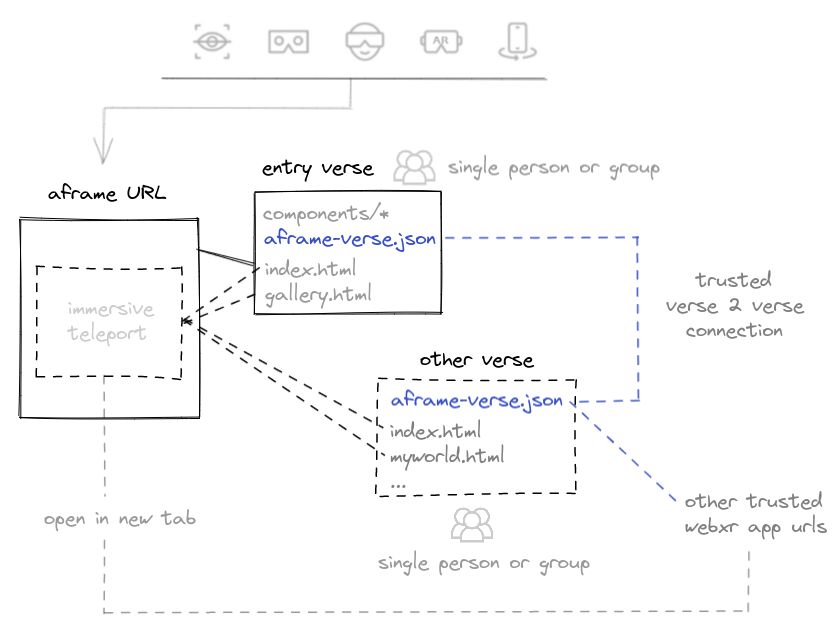 AR
entry verse
single person or group
aframe URL
components/*
aframe-verse.json
index.html
gallery.html
immersive
teleport
trusted
verse 2 verse
connection
other verse
aframe-verse.json
index.html
myworld.html
...
other trusted
webxr app urls
open in new tab
single person or group